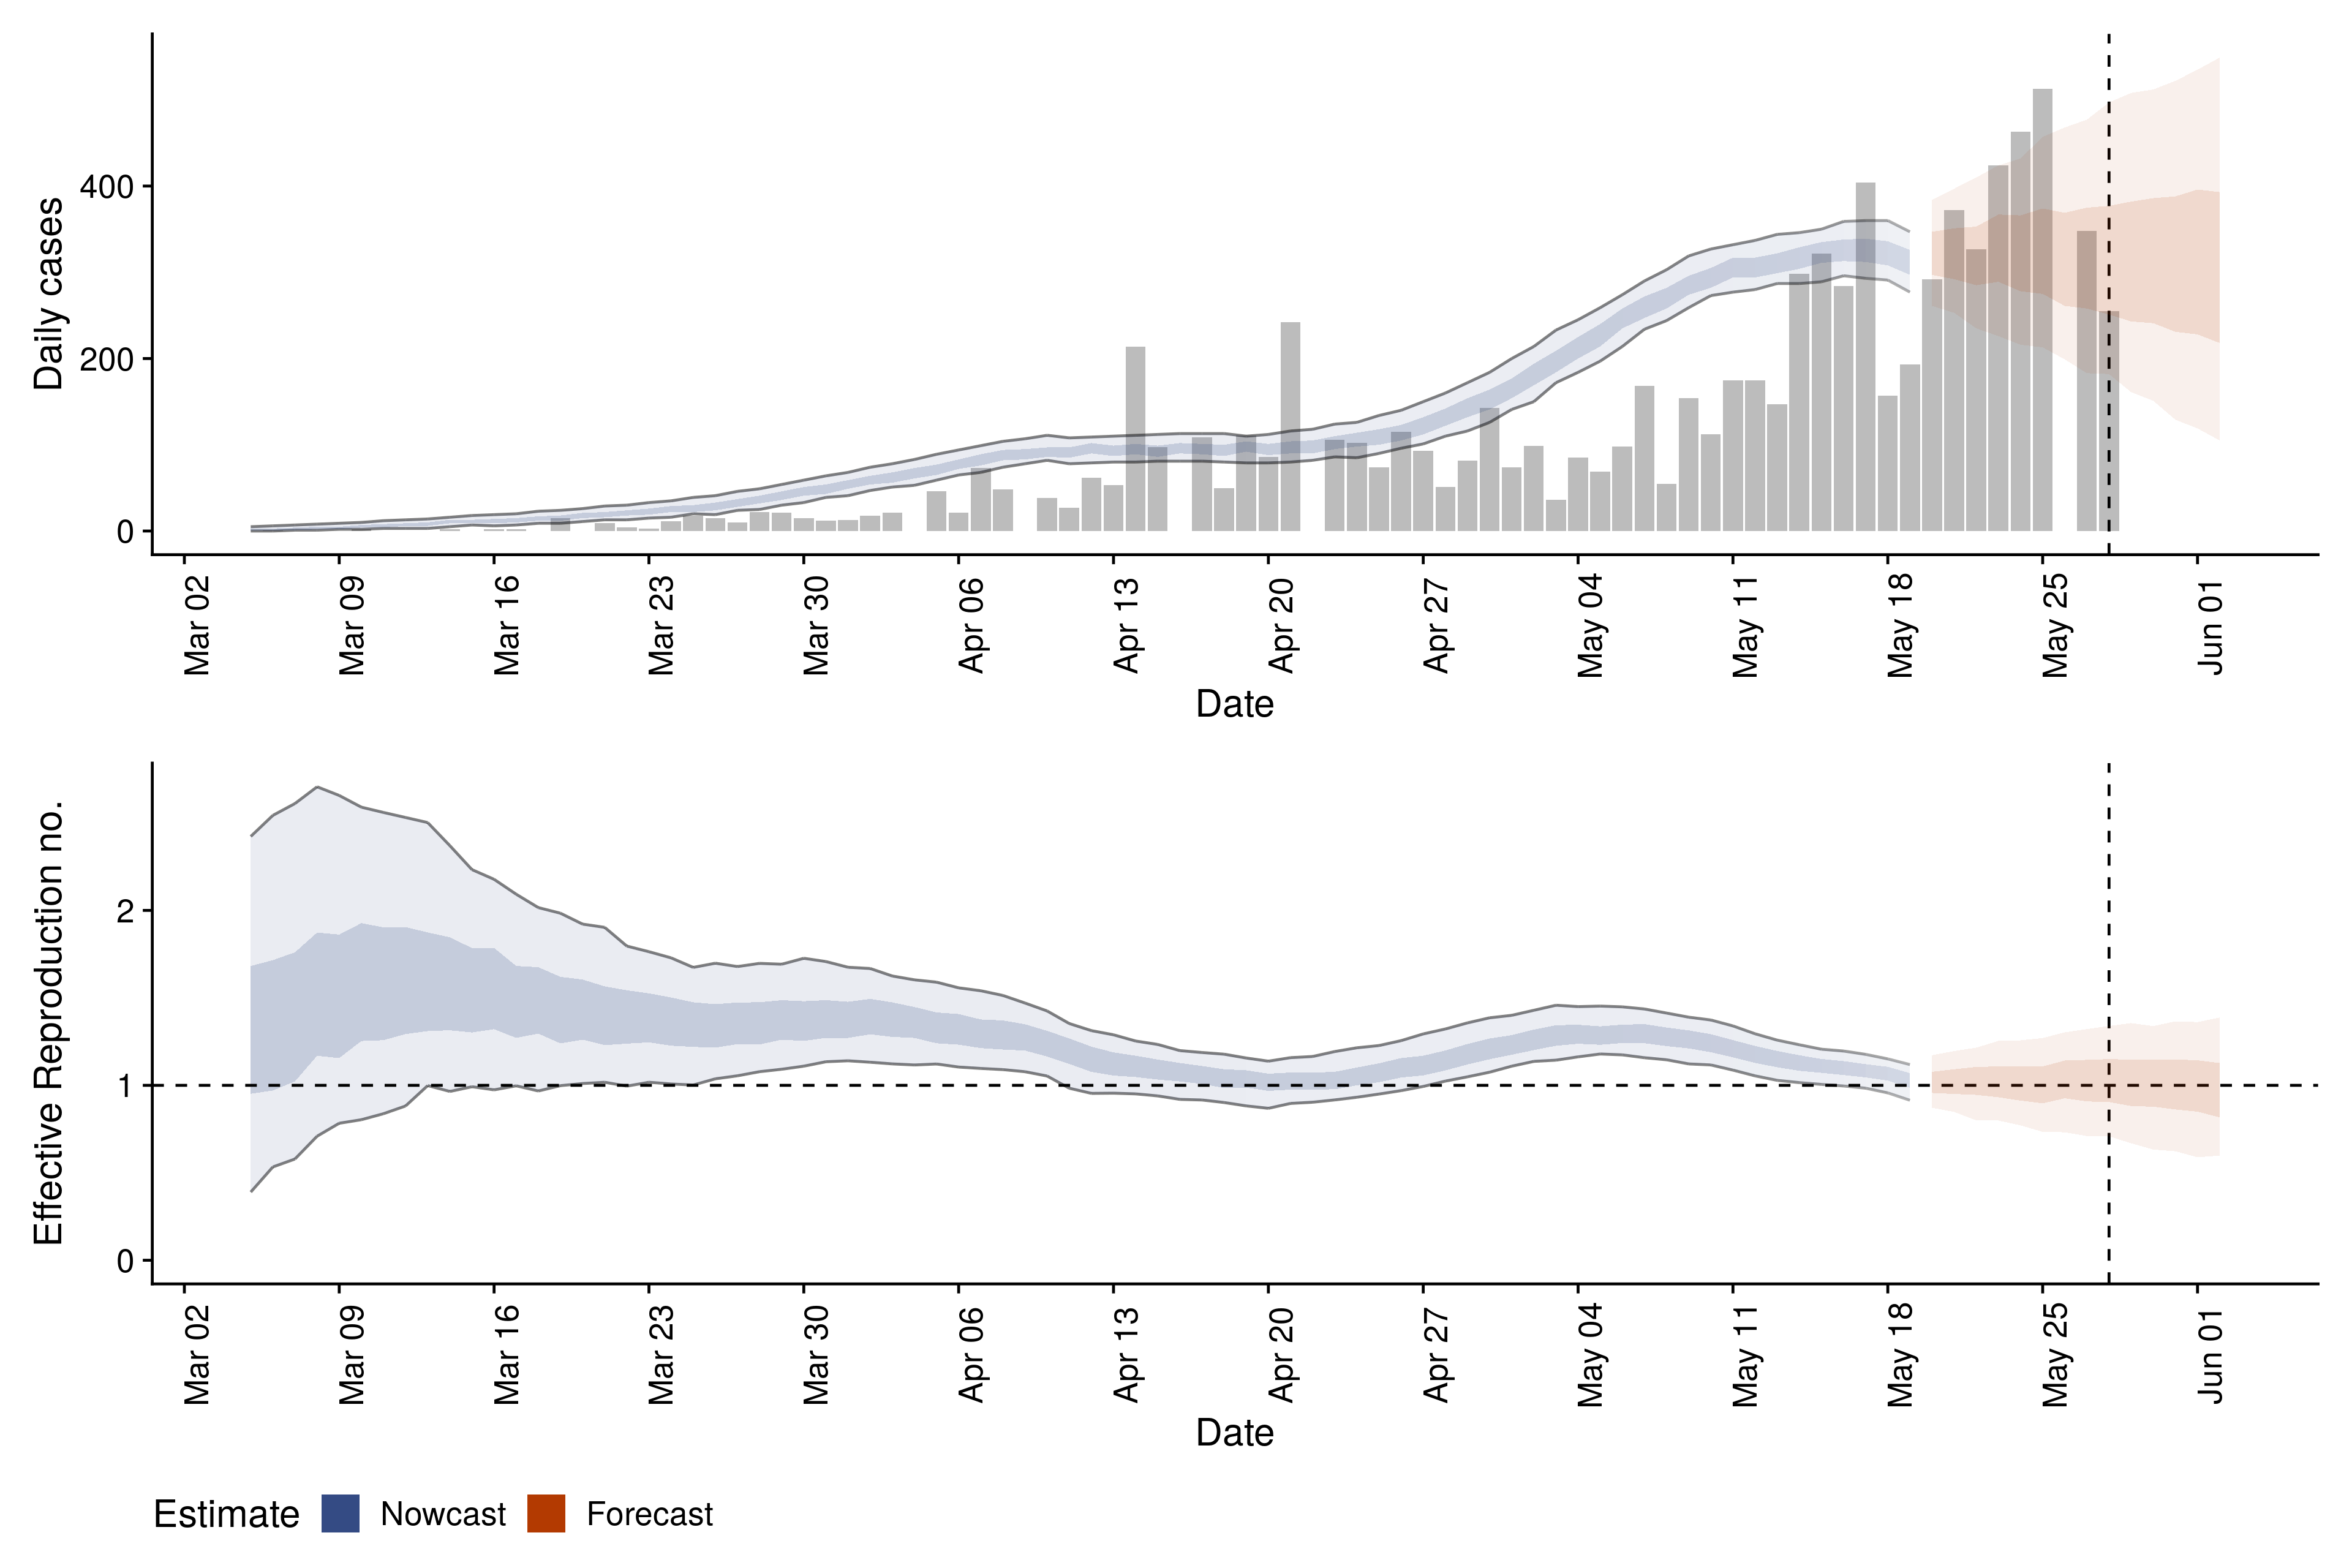 Daily cases
400
200
0
Mar 02
Mar 09
Mar 16
Mar 23
Mar 30
Apr 06
Apr 13
Apr 20
Apr 27
May 04
May 11
May 18
May 25
Jun 01
Date
Effective Reproduction no.
2
1
0
Mar 02
Mar 09
Mar 16
Mar 23
Mar 30
Apr 06
Apr 13
Apr 20
Apr 27
May 04
May 11
May 18
May 25
Jun 01
Date
Estimate Nowcast Forecast